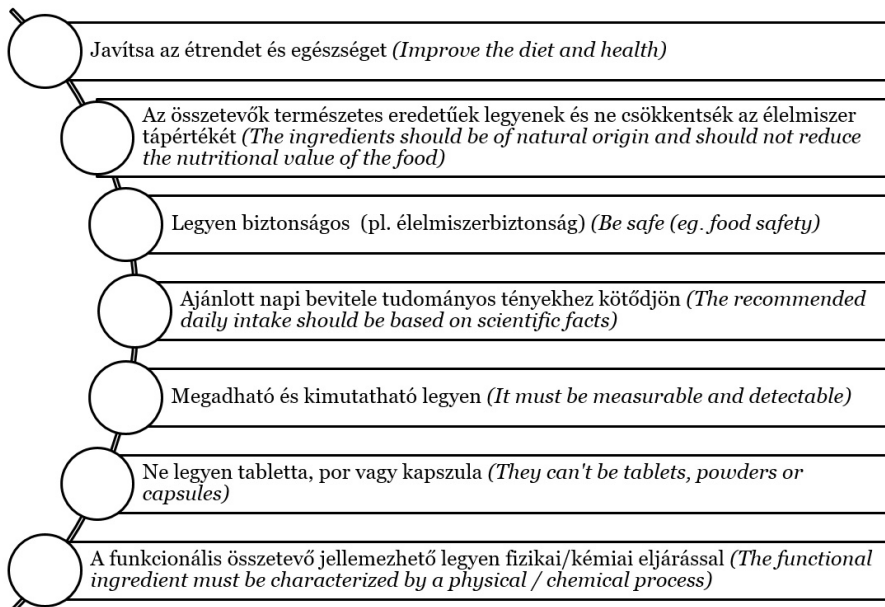 Javítsa az étrendet és egészséget (Improve the diet and health)
Az összetevők természetes eredetűek legyenek és ne csökkentsék az élelmiszer
tápértékét (The ingredients should be of natural origin and should not reduce
the nutritional value of the food)
Legyen biztonságos (pl. élelmiszerbiztonság) (Be safe (eg. food safety)
Ajánlott napi bevitele tudományos tényekhez kötődjön (The recommended
daily intake should be based on scientific facts)
Megadható és kimutatható legyen (It must be measurable and detectable)
Ne legyen tabletta, por vagy kapszula (They can't be tablets, powders or
capsules)
A funkcionális összetevő jellemezhető legyen fizikai/kémiai eljárással (The functional
ingredient must be characterized by a physical / chemical process)